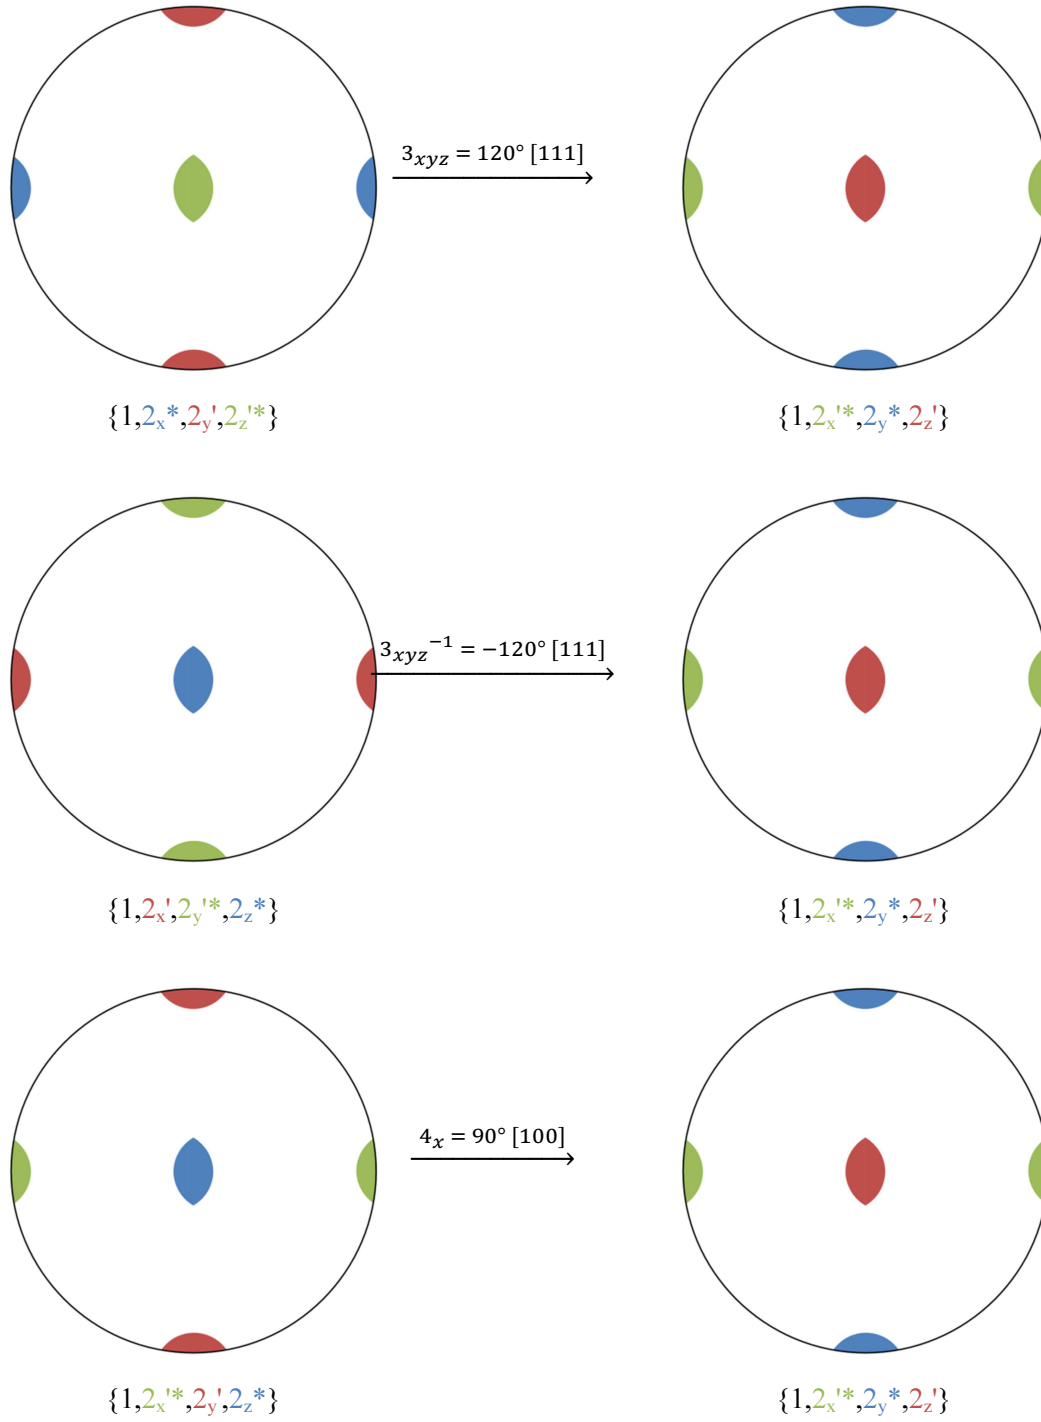 3xyz = 120° [111]
{1,2x*,2y',2z'*} {1,2x'*,2y*,2z'}
3xyz⁻¹ = −120° [111]
{1,2x',2y'*,2z*} {1,2x'*,2y*,2z'}
4x = 90° [100]
{1,2x'*,2y',2z*} {1,2x'*,2y*,2z'}